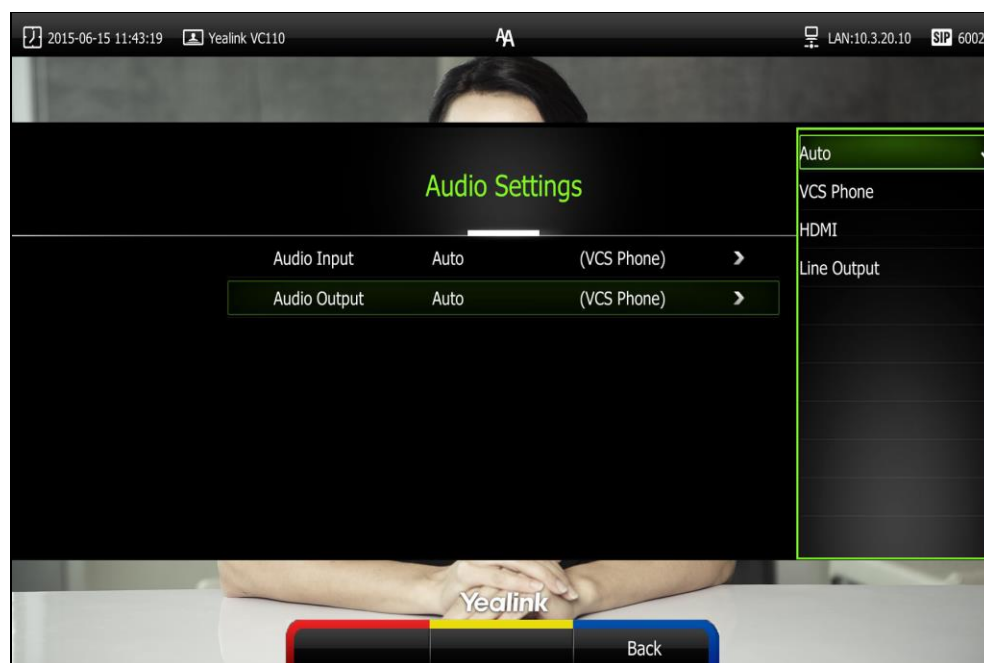 2015-06-15 11:43:19 Yealink VC110 AA LAN:10.3.20.10 SIP 6002
Audio Settings
Audio Input Auto (VCS Phone)
Audio Output Auto (VCS Phone)
Auto
VCS Phone
HDMI
Line Output
Yealink
Back